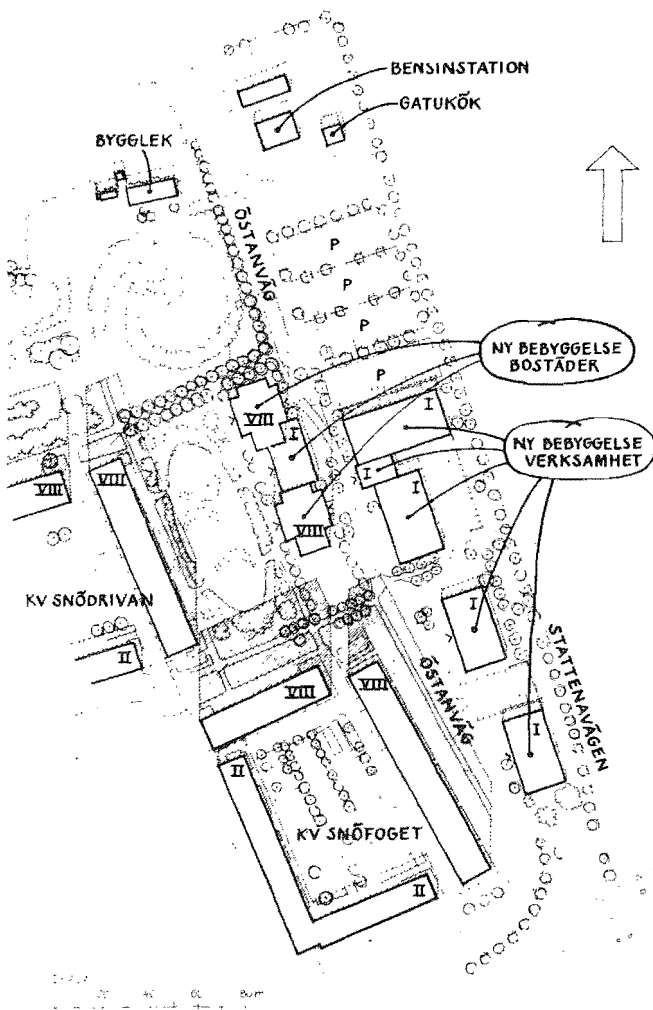 BENSINSTATION
GATUKÖK
BYGGLEK
ÖSTANVÄG
P
P
P
P
NY BEBYGGELSE
BOSTÄDER
VIII
I
I
NY BEBYGGELSE
VERKSAMHET
I
I
VIII
VIII
VIII
KV SNÖDRIVAN
II
I
STATTENAVÄGEN
VIII
VIII
ÖSTANVÄG
I
II
KV SNÖFOGET
II